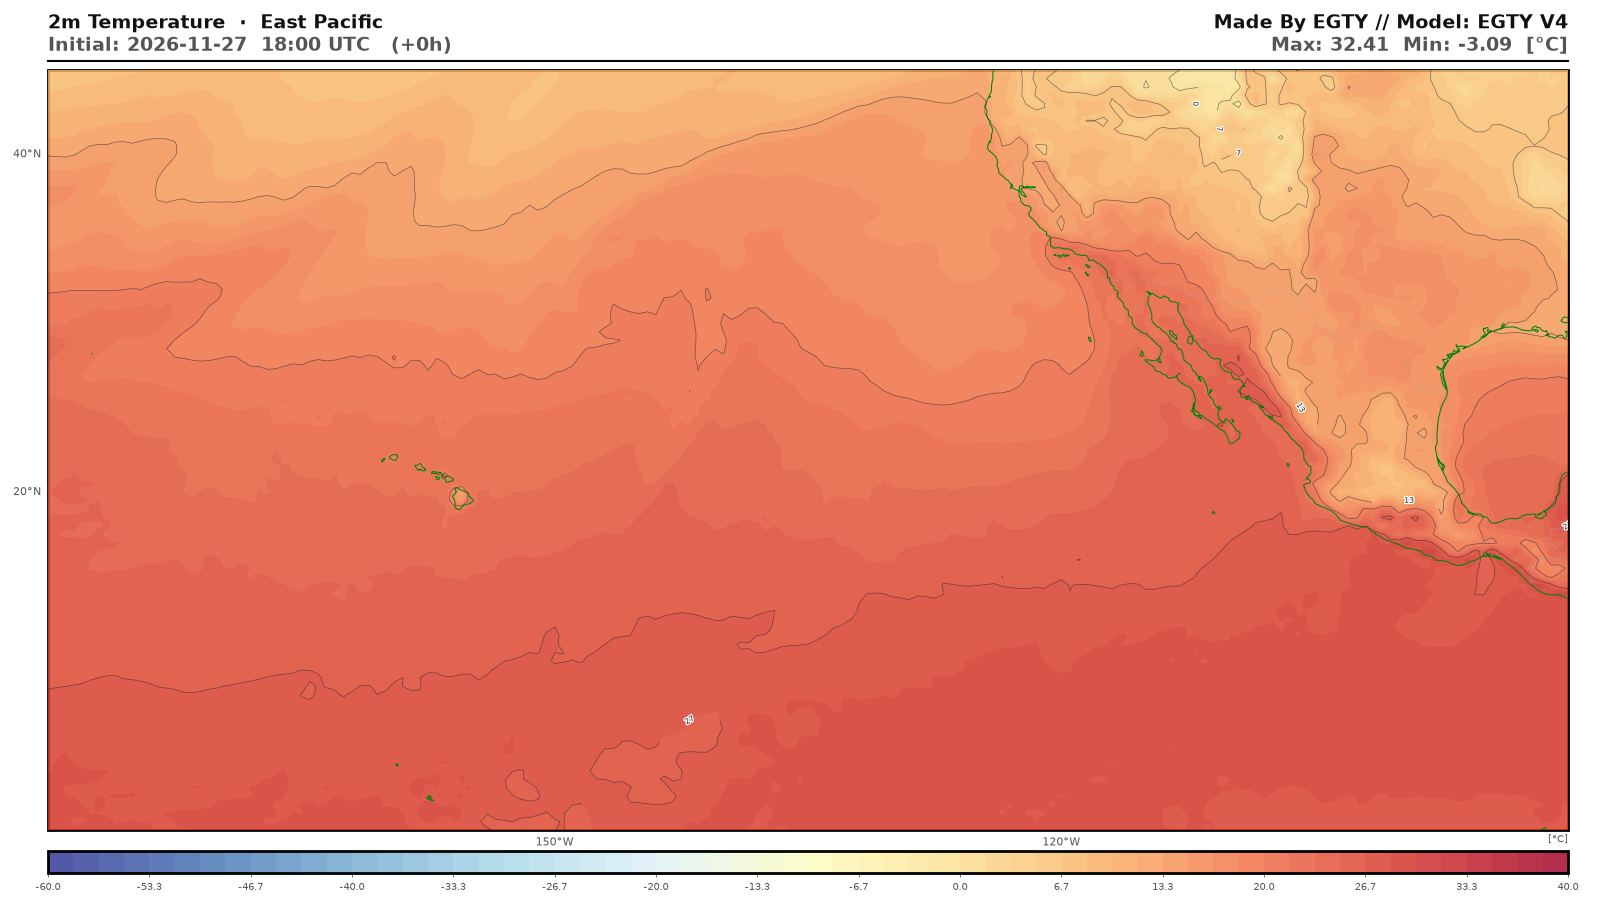 2m Temperature · East Pacific
Made By EGTY // Model: EGTY V4
Initial: 2026-11-27 18:00 UTC (+0h)
Max: 32.41 Min: -3.09 [°C]
0
7
40°N
7
13
20°N
13
27
150°W
120°W
[°C]
-60.0
-53.3
-46.7
-40.0
-33.3
-26.7
-20.0
-13.3
-6.7
0.0
6.7
13.3
20.0
26.7
33.3
40.0